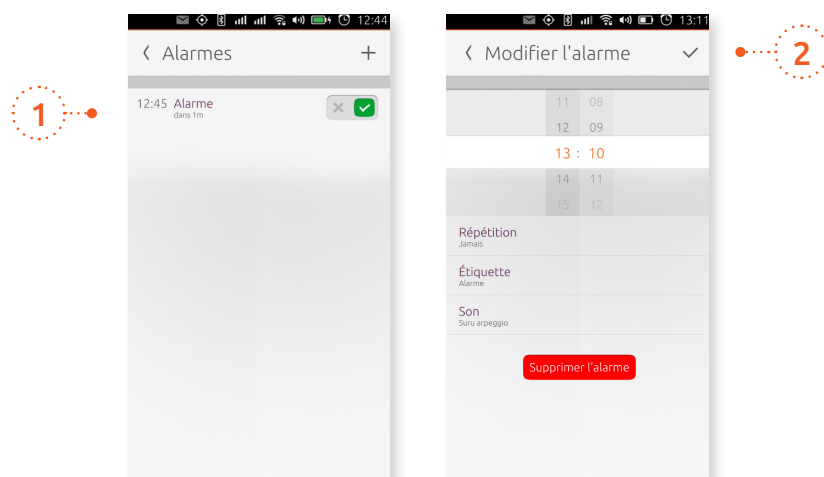 12:44
Alarmes
12:45 Alarme
dans 1m
1
13:11
Modifier l'alarme
2
11 08
12 09
13 : 10
14 11
15 12
Répétition
Jamais
Étiquette
Alarme
Son
Suru arpeggio
Supprimer l'alarme